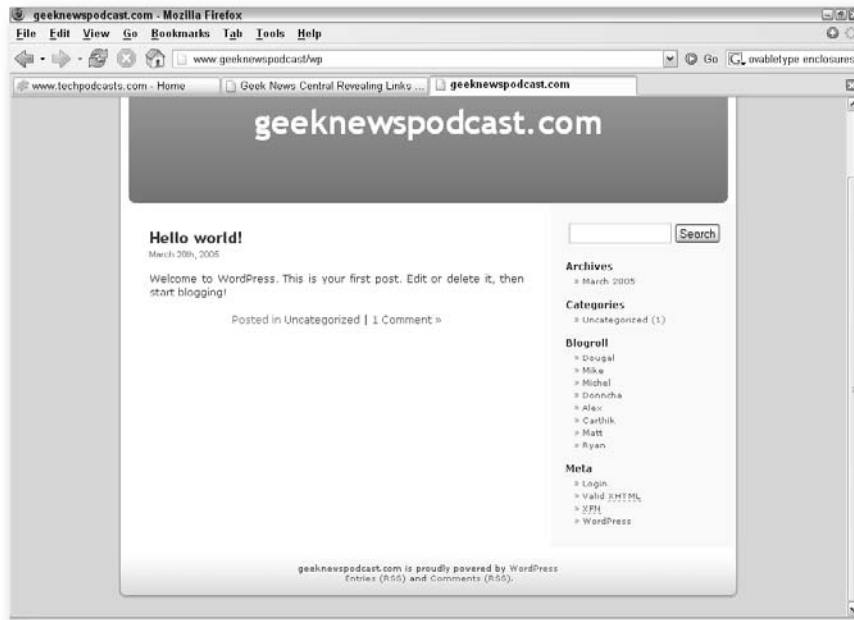 geeknewspodcast.com - Mozilla Firefox
File Edit View Go Bookmarks Tab Tools Help
www.geeknewspodcast/wp
Go
ovabletype enclosures
www.techpodcasts.com - Home
Geek News Central Revealing Links ...
geeknewspodcast.com
geeknewspodcast.com
Hello world!
March 20th, 2005
Welcome to WordPress. This is your first post. Edit or delete it, then
start blogging!
Posted in Uncategorized | 1 Comment »
Search
Archives
» March 2005
Categories
» Uncategorized (1)
Blogroll
» Dougal
» Mike
» Michel
» Donncha
» Alex
» Carthik
» Matt
» Ryan
Meta
» Login
» Valid XHTML
» XFN
» WordPress
geeknewspodcast.com is proudly powered by WordPress
Entries (RSS) and Comments (RSS).